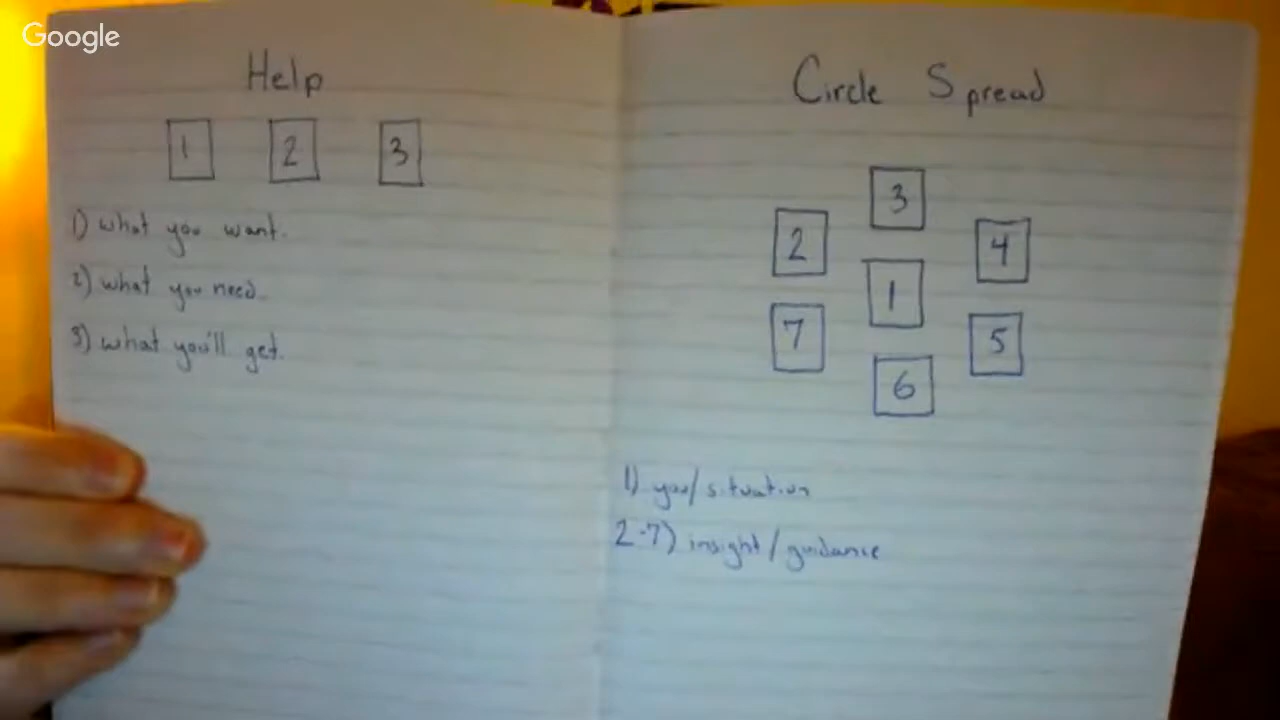 Google
Help
1 2 3
1) what you want.
2) what you need.
3) what you'll get.
Circle Spread
3
2 4
1
7 5
6
1) you/situation
2-7) insight/guidance